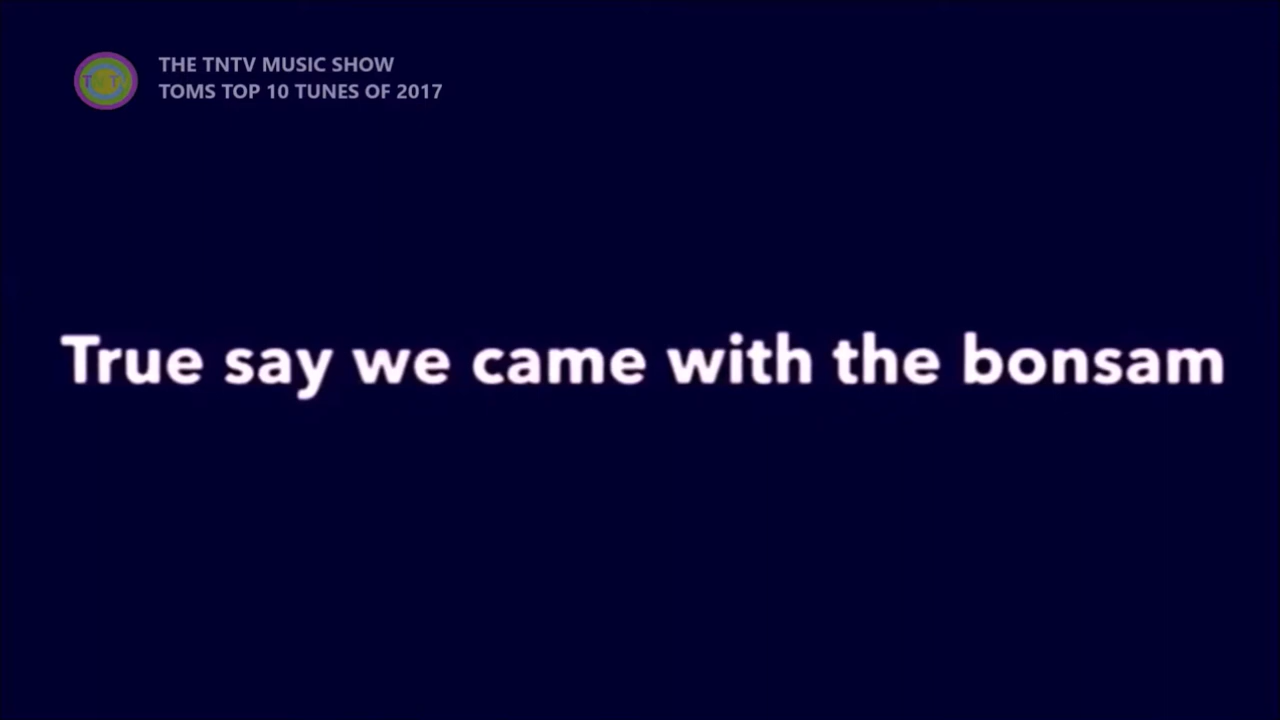 THE TNTV MUSIC SHOW
TOMS TOP 10 TUNES OF 2017
True say we came with the bonsam